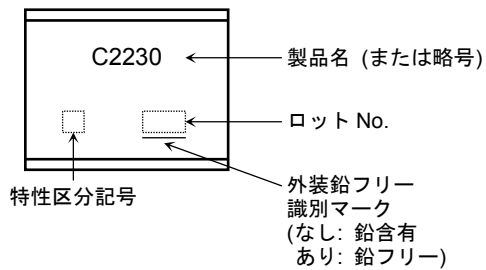 C2230
製品名 (または略号)
ロット No.
特性区分記号
外装鉛フリー
識別マーク
(なし: 鉛含有
あり: 鉛フリー)